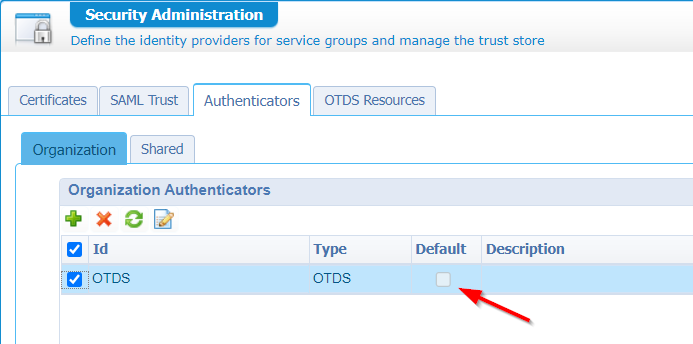 Security Administration
Define the identity providers for service groups and manage the trust store
Certificates SAML Trust Authenticators OTDS Resources
Organization Shared
Organization Authenticators
Id Type Default Description
OTDS OTDS